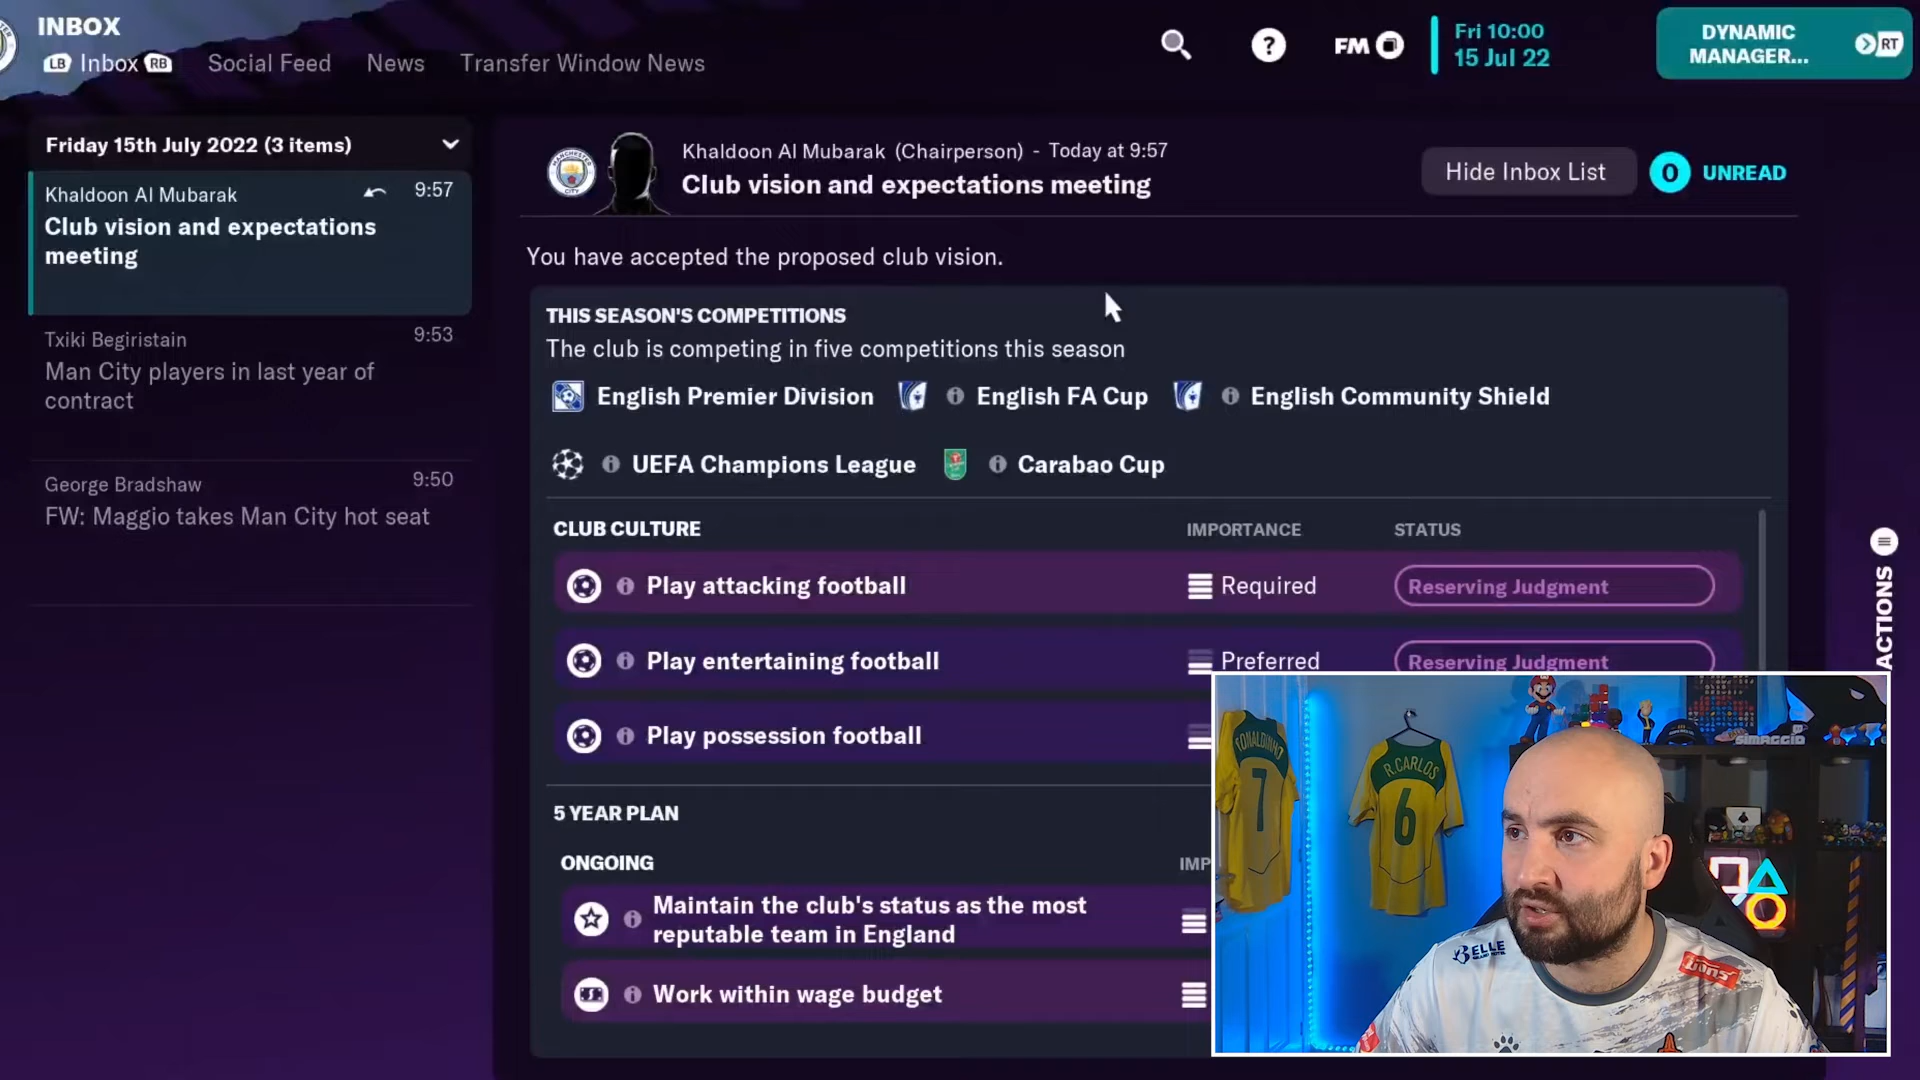 INBOX
LB Inbox RB Social Feed News Transfer Window News
FM
Fri 10:00
15 Jul 22
DYNAMIC
MANAGER...
RT
Friday 15th July 2022 (3 items)
Khaldoon Al Mubarak 9:57
Club vision and expectations
meeting
Txiki Begiristain 9:53
Man City players in last year of
contract
George Bradshaw 9:50
FW: Maggio takes Man City hot seat
Khaldoon Al Mubarak (Chairperson) - Today at 9:57
Club vision and expectations meeting
Hide Inbox List
0 UNREAD
You have accepted the proposed club vision.
THIS SEASON'S COMPETITIONS
The club is competing in five competitions this season
English Premier Division English FA Cup English Community Shield
UEFA Champions League Carabao Cup
CLUB CULTURE IMPORTANCE STATUS
Play attacking football Required Reserving Judgment
Play entertaining football Preferred Reserving Judgment
Play possession football
5 YEAR PLAN
ONGOING IMP
Maintain the club's status as the most
reputable team in England
Work within wage budget
ACTIONS
MANCHESTER
CITY
SIMAGGIO
7
R.CARLOS
6
BELLE